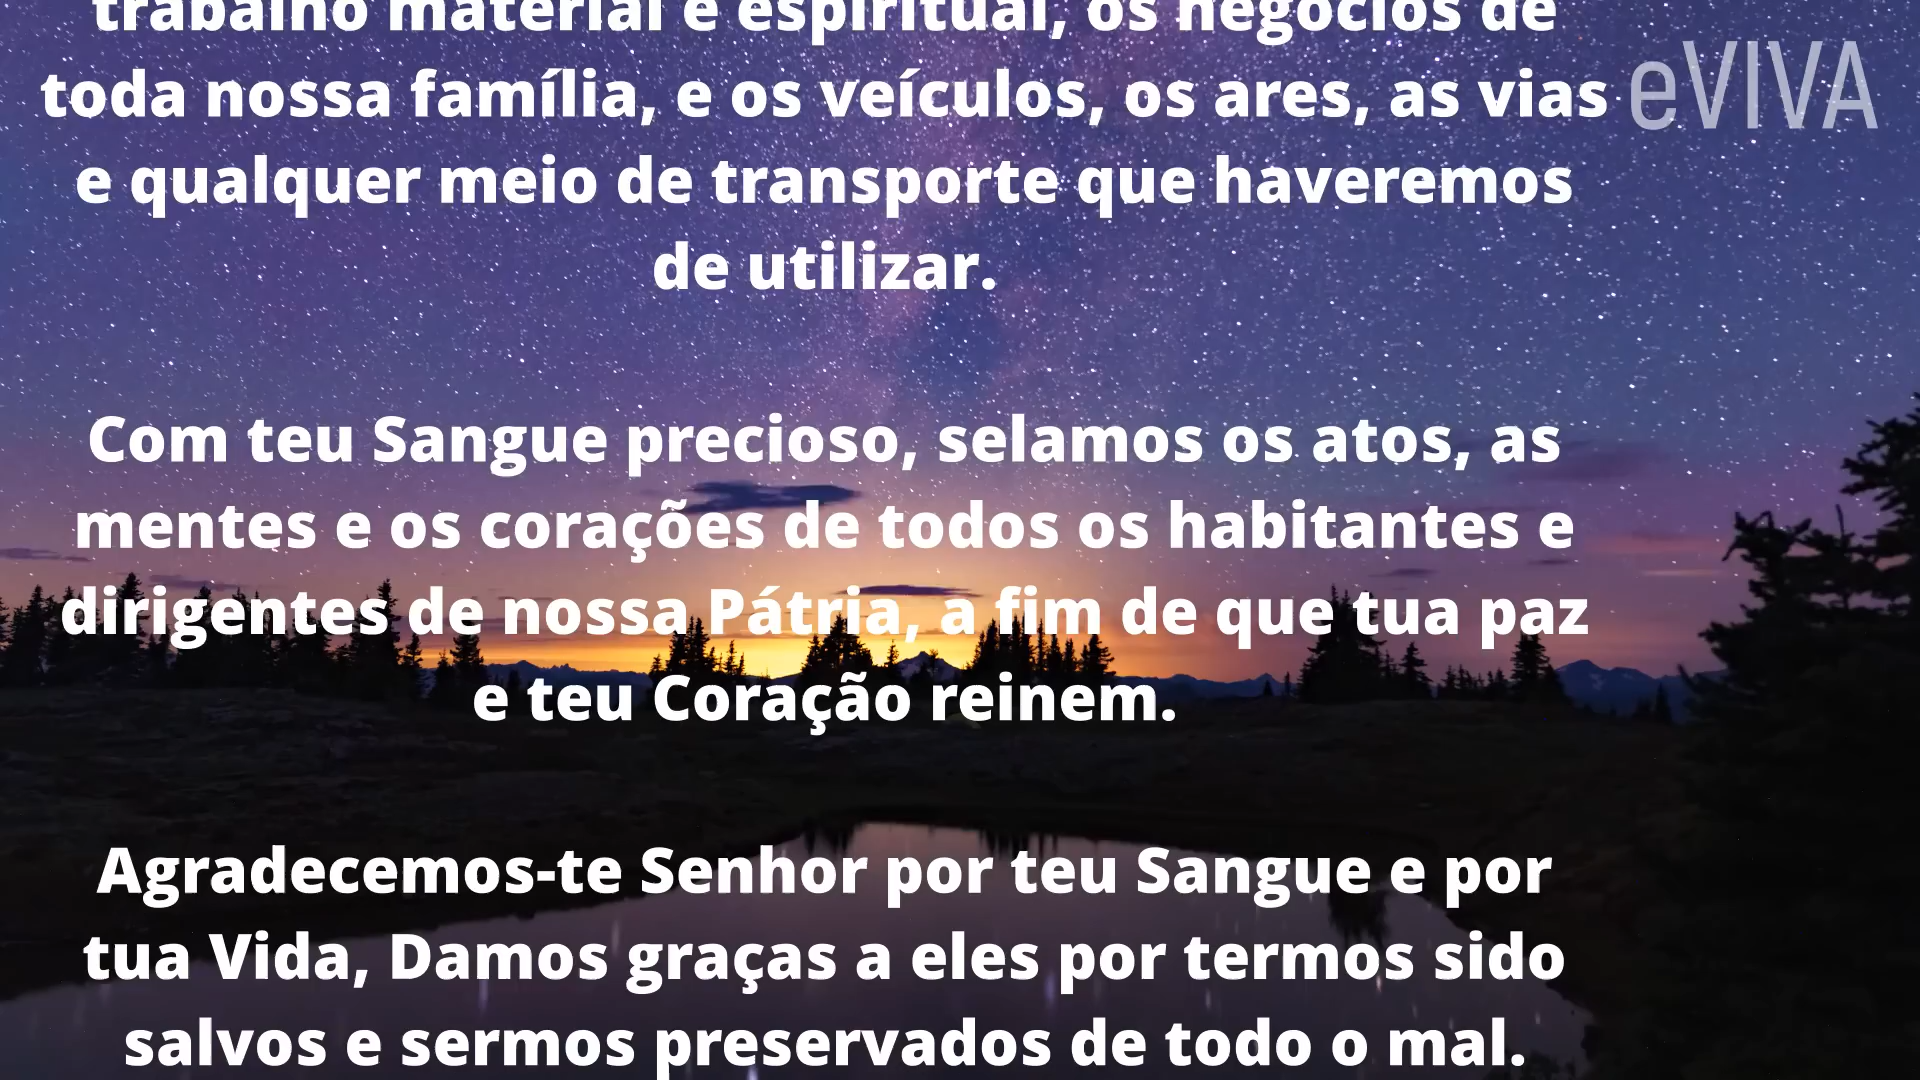 trabalho material e espiritual, os negócios de
toda nossa família, e os veículos, os ares, as vias
eVIVA
e qualquer meio de transporte que haveremos
de utilizar.
Com teu Sangue precioso, selamos os atos, as
mentes e os corações de todos os habitantes e
dirigentes de nossa Pátria, a fim de que tua paz
e teu Coração reinem.
Agradecemos-te Senhor por teu Sangue e por
tua Vida, Damos graças a eles por termos sido
salvos e sermos preservados de todo o mal.